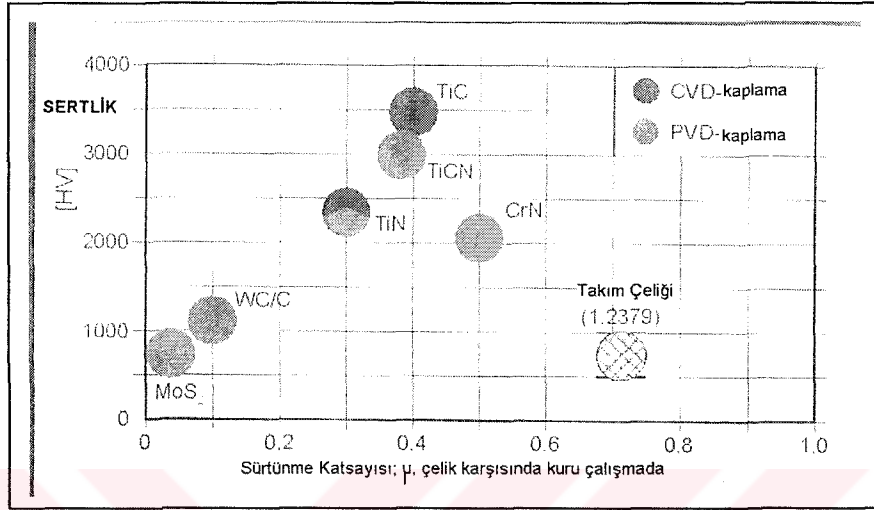 4000
SERTLİK
3000
[HV]
2000
1000
0
TiC
TiCN
TiN
CrN
WC/C
MoS2
CVD-kaplama
PVD-kaplama
Takım Çeliği
(1.2379)
0 0,2 0,4 0,6 0,8 1,0
Sürtünme Katsayısı; μ, çelik karşısında kuru çalışmada